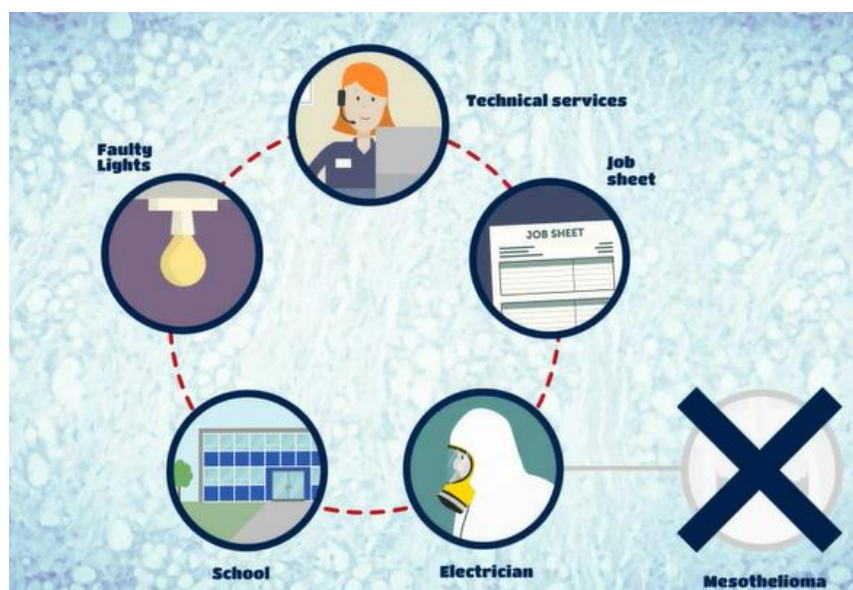 Technical services
Faulty
Lights
Job
sheet
JOB SHEET
School
Electrician
Mesothelioma